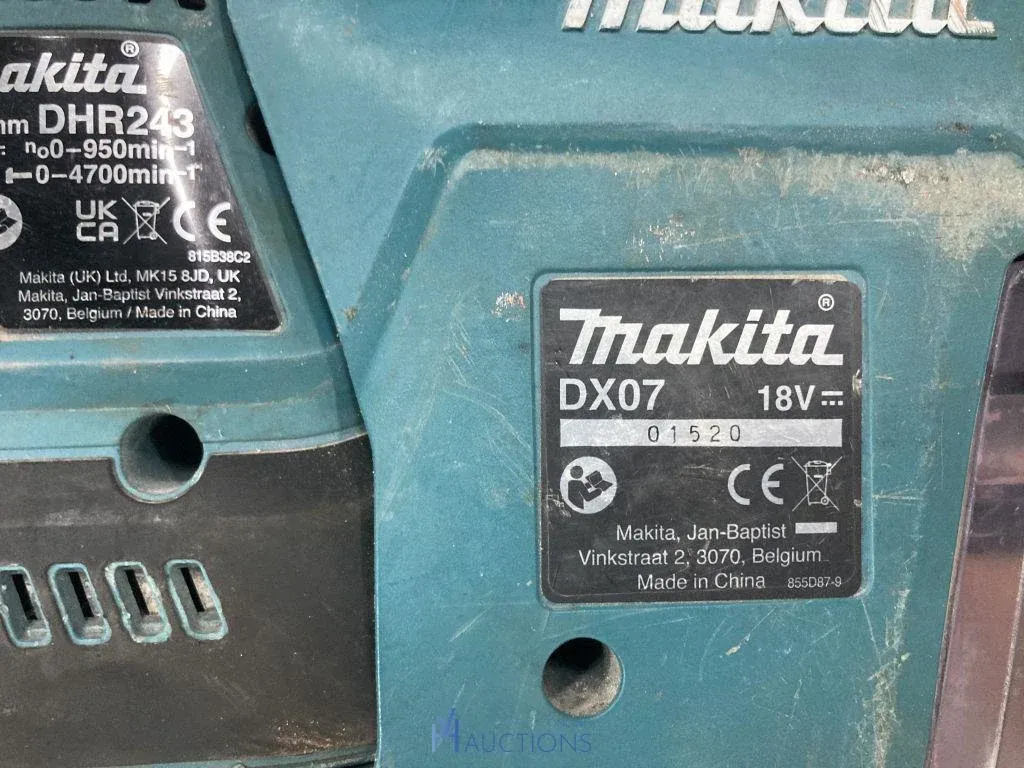 makita®
DHR243
n₀0–950min-1
0–4700min-1
UK
CA
CE
815B38C2
Makita (UK) Ltd, MK15 8JD, UK
Makita, Jan-Baptist Vinkstraat 2,
3070, Belgium / Made in China
makita
makita®
DX07 18V
01520
CE
Makita, Jan-Baptist
Vinkstraat 2, 3070, Belgium
Made in China 855D87-9
AUCTIONS